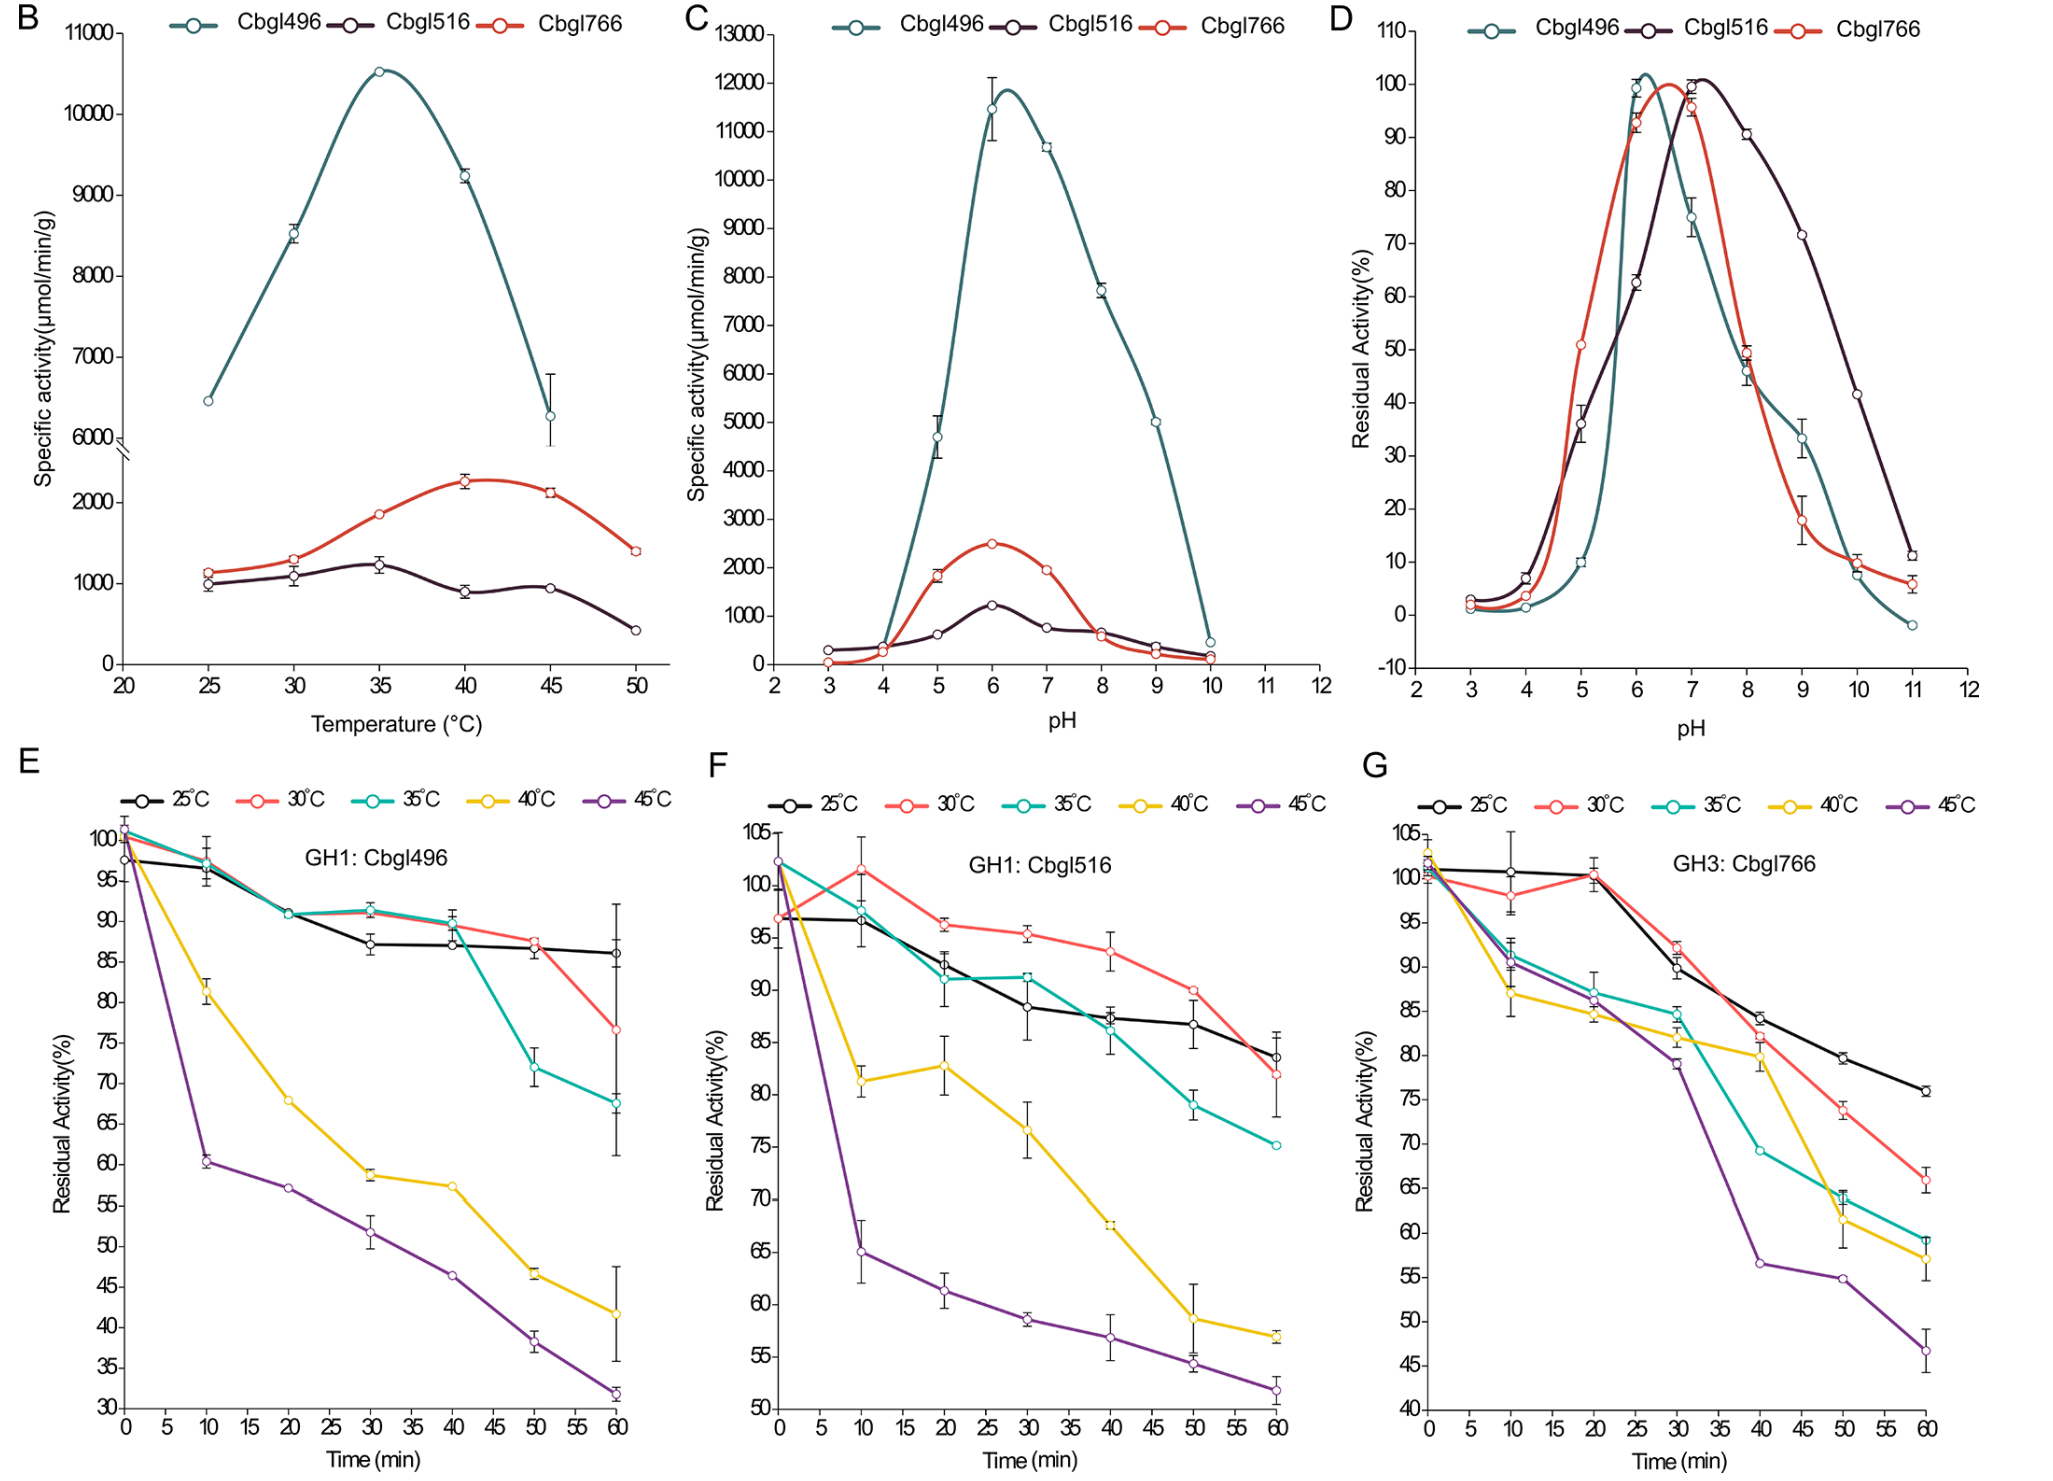 B
Cbgl496 Cbgl516 Cbgl766
11000
10000
9000
8000
7000
6000
2000
1000
0
Specific activity(μmol/min/g)
20 25 30 35 40 45 50
Temperature (°C)
C
Cbgl496 Cbgl516 Cbgl766
13000
12000
11000
10000
9000
8000
7000
6000
5000
4000
3000
2000
1000
0
Specific activity(μmol/min/g)
2 3 4 5 6 7 8 9 10 11 12
pH
D
Cbgl496 Cbgl516 Cbgl766
110
100
90
80
70
60
50
40
30
20
10
0
-10
Residual Activity(%)
2 3 4 5 6 7 8 9 10 11 12
pH
E
25°C 30°C 35°C 40°C 45°C
GH1: Cbgl496
100
95
90
85
80
75
70
65
60
55
50
45
40
35
30
Residual Activity(%)
0 5 10 15 20 25 30 35 40 45 50 55 60
Time (min)
F
25°C 30°C 35°C 40°C 45°C
GH1: Cbgl516
105
100
95
90
85
80
75
70
65
60
55
50
Residual Activity(%)
0 5 10 15 20 25 30 35 40 45 50 55 60
Time (min)
G
25°C 30°C 35°C 40°C 45°C
GH3: Cbgl766
105
100
95
90
85
80
75
70
65
60
55
50
45
40
Residual Activity(%)
0 5 10 15 20 25 30 35 40 45 50 55 60
Time (min)